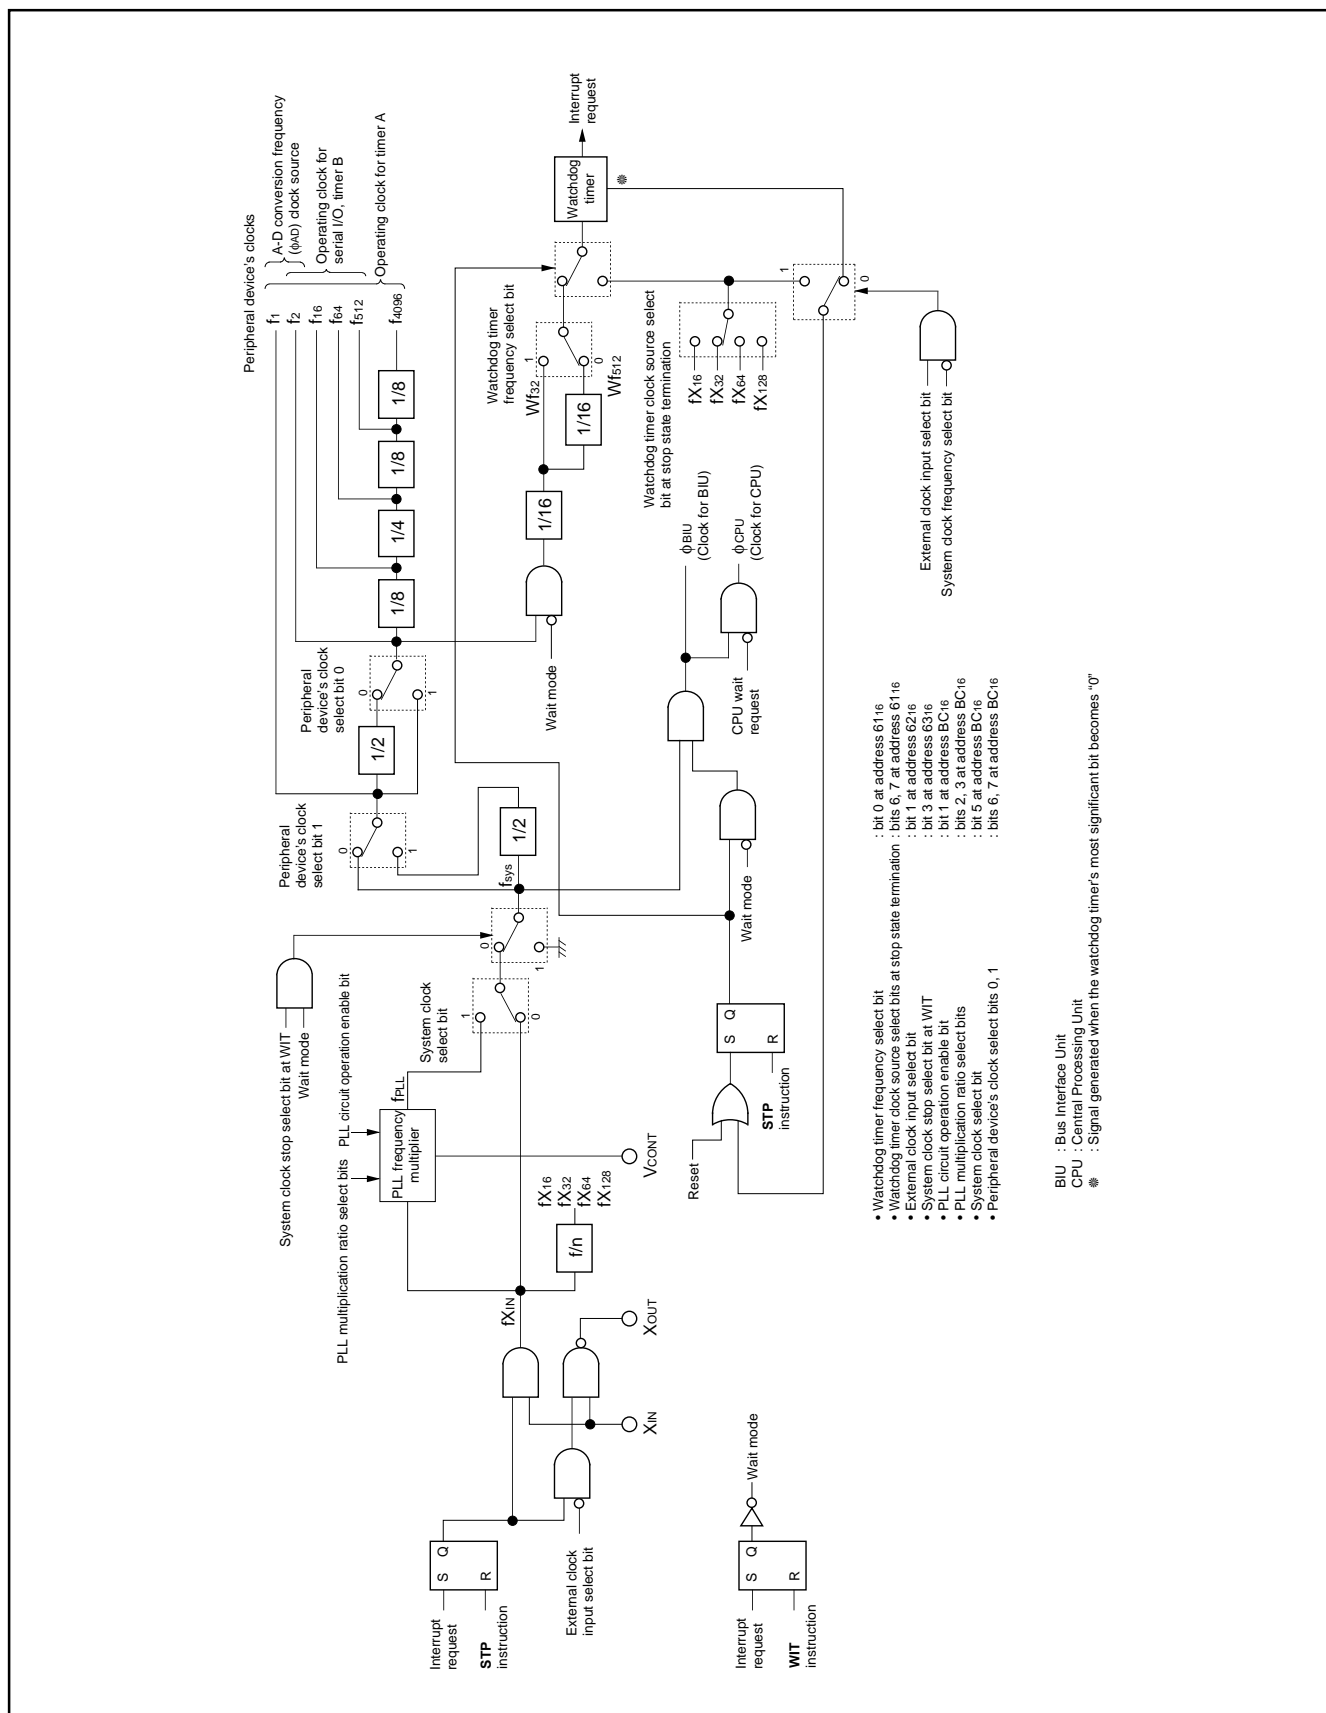 Peripheral device's clocks
f1
f2
f16
f64
f512
f4096
A-D conversion frequency
(ϕAD) clock source
Operating clock for
serial I/O, timer B
Operating clock for timer A
1/8
1/4
1/8
1/8
Peripheral
device's clock
select bit 0
0
1
1/2
Peripheral
device's clock
select bit 1
0
1
1/2
fsys
System clock stop select bit at WIT
Wait mode
0
1
PLL multiplication ratio select bits
PLL circuit operation enable bit
PLL frequency
multiplier
fPLL
System clock
select bit
1
0
VCONT
fXIN
f/n
fX16
fX32
fX64
fX128
XIN
XOUT
Interrupt
request
STP
instruction
S
Q
R
External clock
input select bit
Interrupt
request
WIT
instruction
S
Q
R
Wait mode
Wait mode
1/16
1/16
Wf32
Wf512
1
0
Watchdog timer
frequency select bit
Watchdog
timer
Interrupt
request
※
Watchdog timer clock source select
bit at stop state termination
fX16
fX32
fX64
fX128
1
0
External clock input select bit
System clock frequency select bit
ϕBIU
(Clock for BIU)
ϕCPU
(Clock for CPU)
CPU wait
request
Wait mode
Reset
STP
instruction
S
Q
R
• Watchdog timer frequency select bit : bit 0 at address 6116
• Watchdog timer clock source select bits at stop state termination : bits 6, 7 at address 6116
• External clock input select bit : bit 1 at address 6216
• System clock stop select bit at WIT : bit 3 at address 6316
• PLL circuit operation enable bit : bit 1 at address BC16
• PLL multiplication ratio select bits : bits 2, 3 at address BC16
• System clock select bit : bit 5 at address BC16
• Peripheral device's clock select bits 0, 1 : bits 6, 7 at address BC16
BIU : Bus Interface Unit
CPU : Central Processing Unit
※ : Signal generated when the watchdog timer's most significant bit becomes “0”